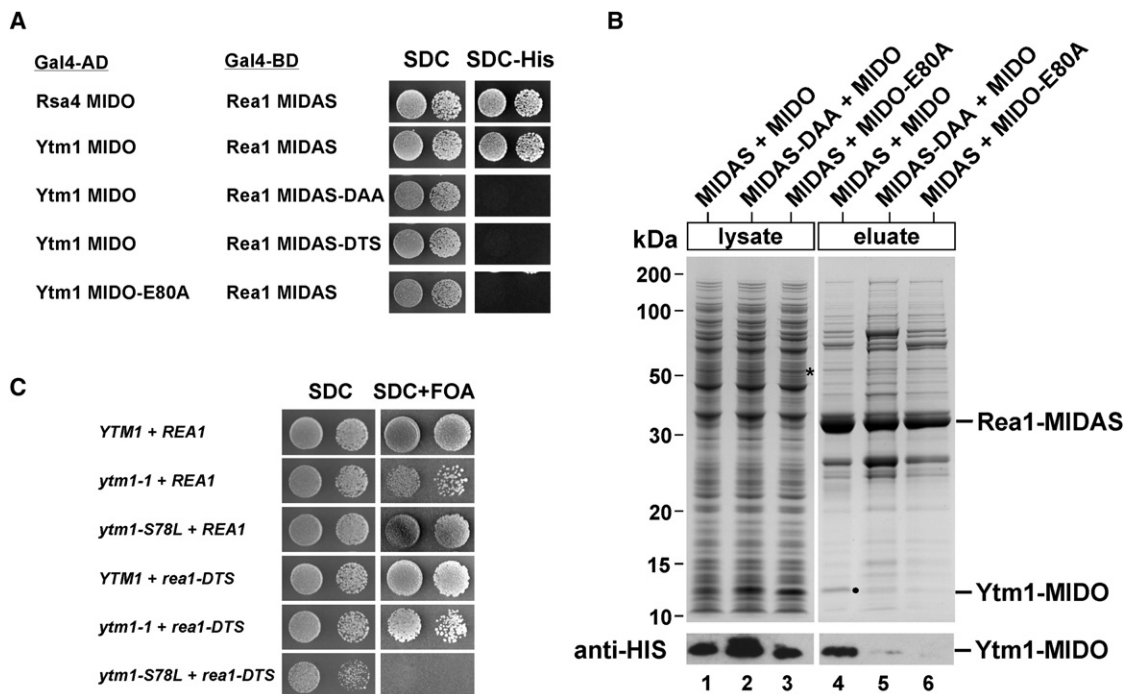 A
Gal4-AD Gal4-BD SDC SDC-His
Rsa4 MIDO Rea1 MIDAS
Ytm1 MIDO Rea1 MIDAS
Ytm1 MIDO Rea1 MIDAS-DAA
Ytm1 MIDO Rea1 MIDAS-DTS
Ytm1 MIDO-E80A Rea1 MIDAS
B
MIDAS + MIDO
MIDAS-DAA + MIDO
MIDAS + MIDO-E80A
MIDAS + MIDO
MIDAS-DAA + MIDO
MIDAS + MIDO-E80A
kDa lysate eluate
200
100
50 *
Rea1-MIDAS
30
20
15
Ytm1-MIDO
10
anti-HIS Ytm1-MIDO
1 2 3 4 5 6
C
SDC SDC+FOA
YTM1 + REA1
ytm1-1 + REA1
ytm1-S78L + REA1
YTM1 + rea1-DTS
ytm1-1 + rea1-DTS
ytm1-S78L + rea1-DTS